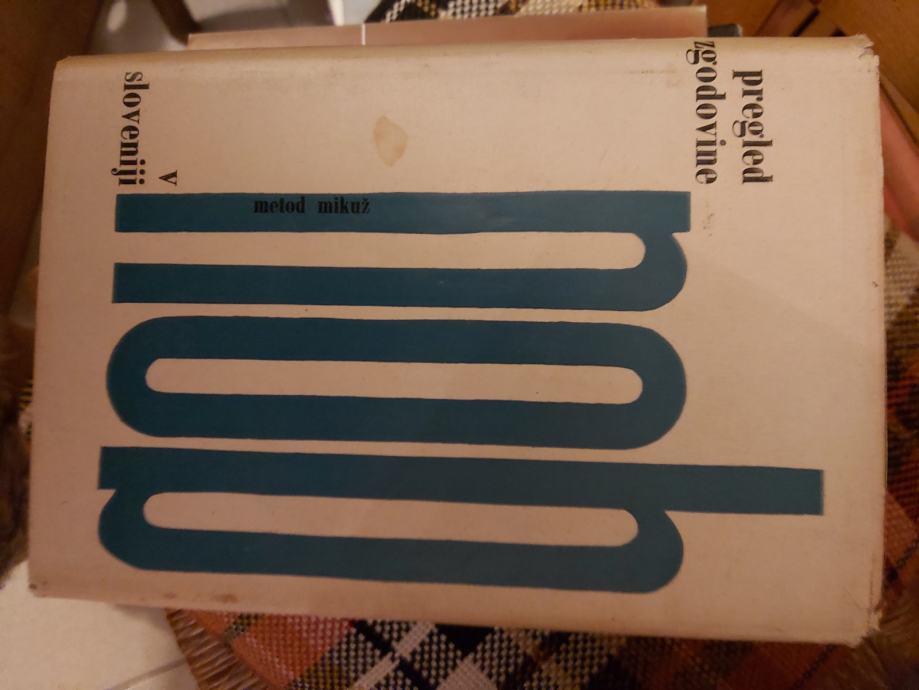 pregled
zgodovine
nob
metod mikuž
v
sloveniji